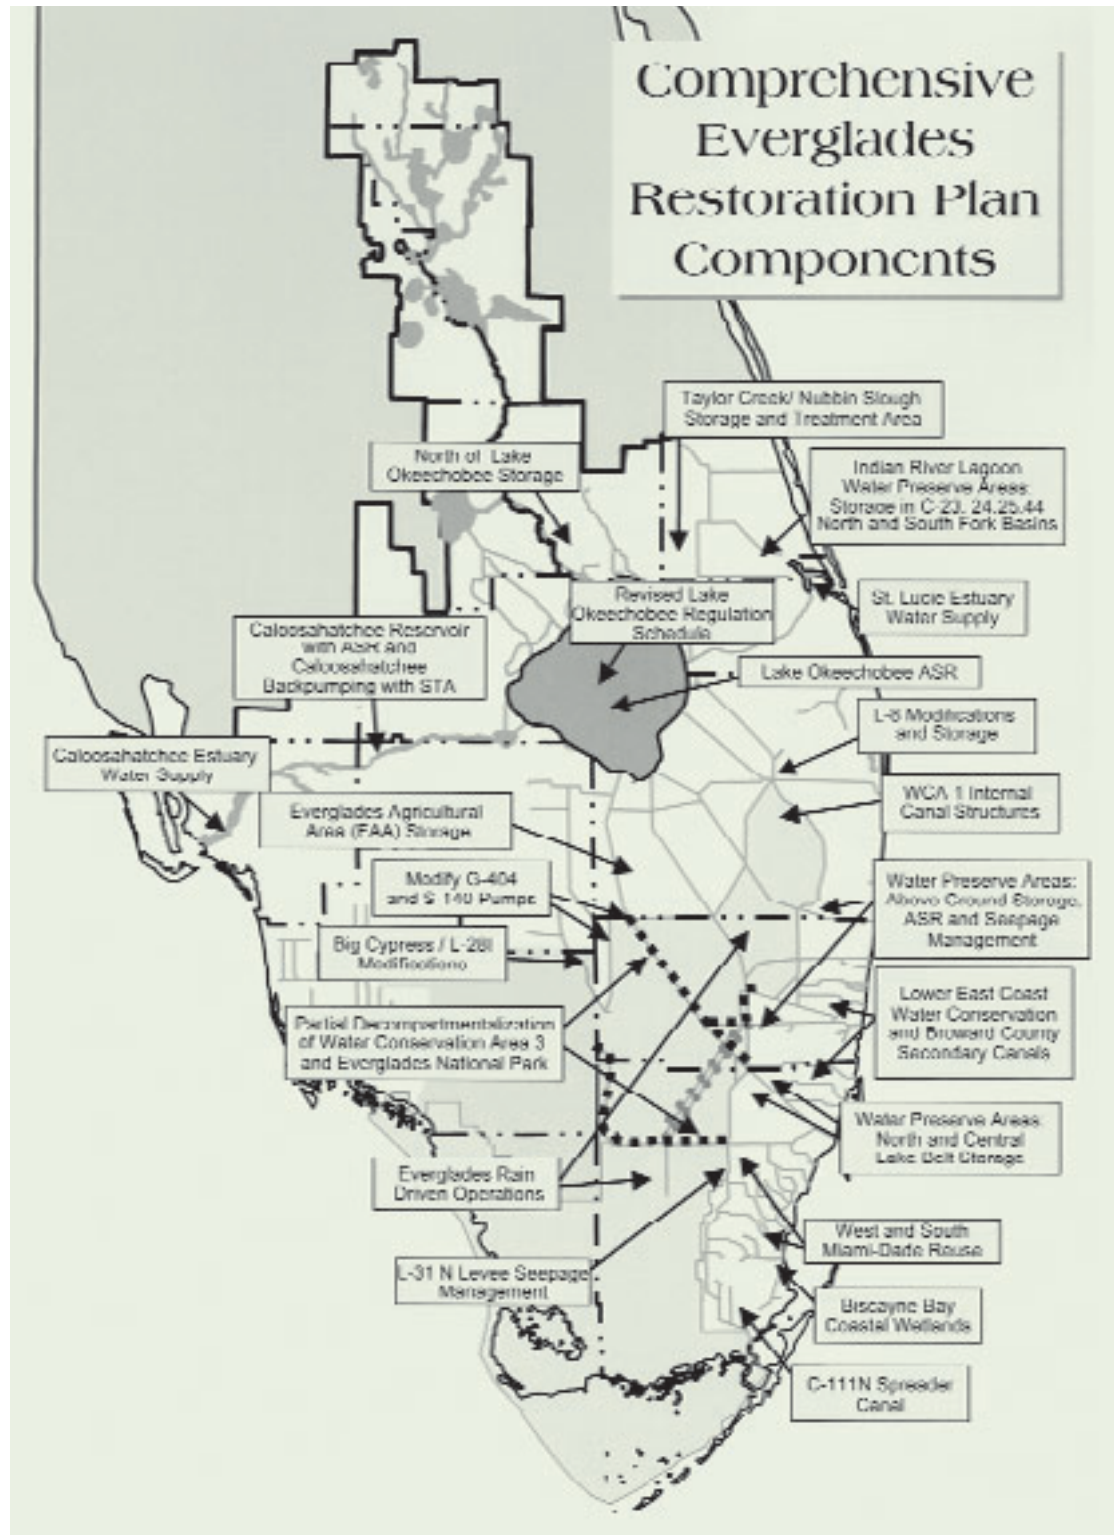 Comprehensive
Everglades
Restoration Plan
Components
Taylor Creek/ Nubbin Slough
Storage and Treatment Area
North of Lake
Okeechobee Storage
Indian River Lagoon
Water Preserve Areas:
Storage in C-23, 24,25,44
North and South Fork Basins
Revised Lake
Okeechobee Regulation
Schedule
St. Lucie Estuary
Water Supply
Caloosahatchee Reservoir
with ASR and
Caloosahatchee
Backpumping with STA
Lake Okeechobee ASR
L-8 Modifications
and Storage
Caloosahatchee Estuary
Water Supply
WCA 1 Internal
Canal Structures
Everglades Agricultural
Area (EAA) Storage
Modify G-404
and S 140 Pumps
Water Preserve Areas:
Above Ground Storage,
ASR and Seepage
Management
Big Cypress / L-28I
Modifications
Lower East Coast
Water Conservation
and Broward County
Secondary Canals
Partial Decompartmentalization
of Water Conservation Area 3
and Everglades National Park
Water Preserve Areas:
North and Central
Lake Belt Storage
Everglades Rain
Driven Operations
West and South
Miami-Dade Reuse
L-31 N Levee Seepage
Management
Biscayne Bay
Coastal Wetlands
C-111N Spreader
Canal